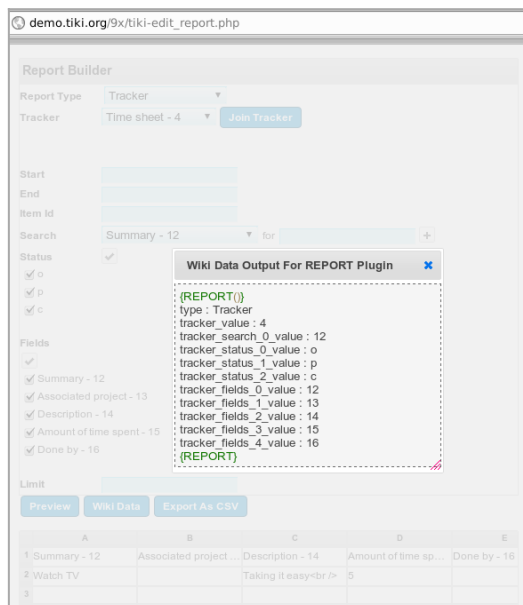 demo.tiki.org/9x/tiki-edit_report.php
Report Builder
Report Type Tracker
Tracker Time sheet - 4 Join Tracker
Start
End
Item Id
Search Summary - 12 for +
Status
o
p
c
Wiki Data Output For REPORT Plugin
{REPORT()}
type : Tracker
tracker_value : 4
tracker_search_0_value : 12
tracker_status_0_value : o
tracker_status_1_value : p
tracker_status_2_value : c
tracker_fields_0_value : 12
tracker_fields_1_value : 13
tracker_fields_2_value : 14
tracker_fields_3_value : 15
tracker_fields_4_value : 16
{REPORT}
Fields
Summary - 12
Associated project - 13
Description - 14
Amount of time spent - 15
Done by - 16
Limit
Preview Wiki Data Export As CSV
A B C D E
1 Summary - 12 Associated project ... Description - 14 Amount of time sp... Done by - 16
2 Watch TV Taking it easy<br /> 5
3